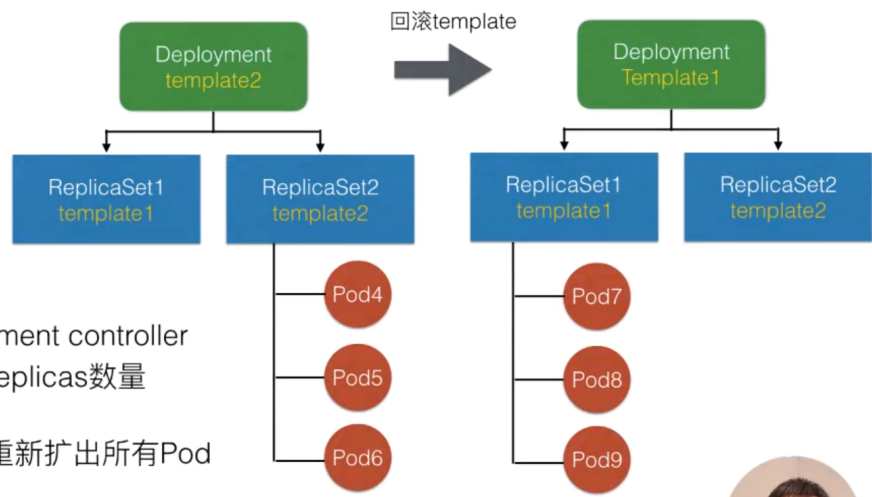 回滚template
Deployment
template2
Deployment
Template1
ReplicaSet1
template1
ReplicaSet2
template2
ReplicaSet1
template1
ReplicaSet2
template2
Pod4
Pod7
ment controller
eplicas数量
Pod5
Pod8
重新扩出所有Pod
Pod6
Pod9